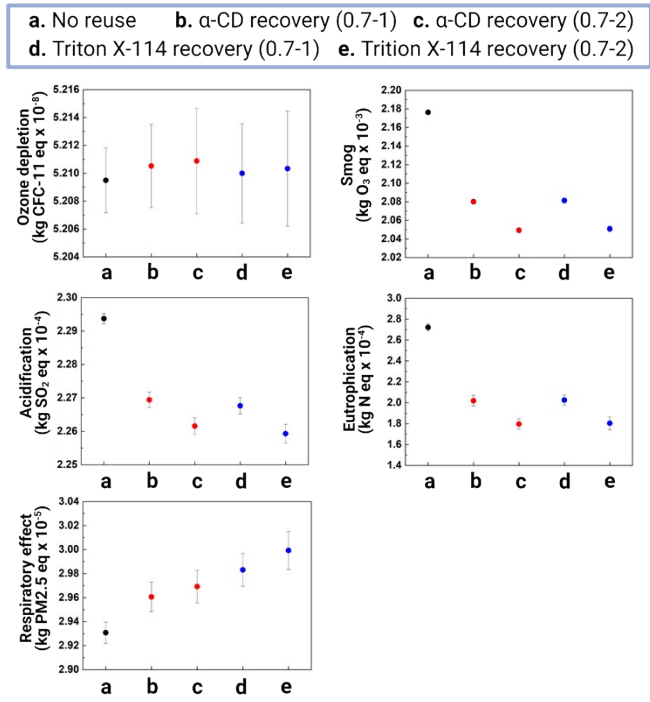 a. No reuse b. α-CD recovery (0.7-1) c. α-CD recovery (0.7-2)
d. Triton X-114 recovery (0.7-1) e. Trition X-114 recovery (0.7-2)
Ozone depletion
(kg CFC-11 eq x 10-8)
5.216
5.214
5.212
5.210
5.208
5.206
5.204
a b c d e
Smog
(kg O3 eq x 10-3)
2.20
2.18
2.16
2.14
2.12
2.10
2.08
2.06
2.04
2.02
a b c d e
Acidification
(kg SO2 eq x 10-4)
2.30
2.29
2.28
2.27
2.26
2.25
a b c d e
Eutrophication
(kg N eq x 10-4)
3.0
2.8
2.6
2.4
2.2
2.0
1.8
1.6
1.4
a b c d e
Respiratory effect
(kg PM2.5 eq x 10-5)
3.04
3.02
3.00
2.98
2.96
2.94
2.92
2.90
a b c d e